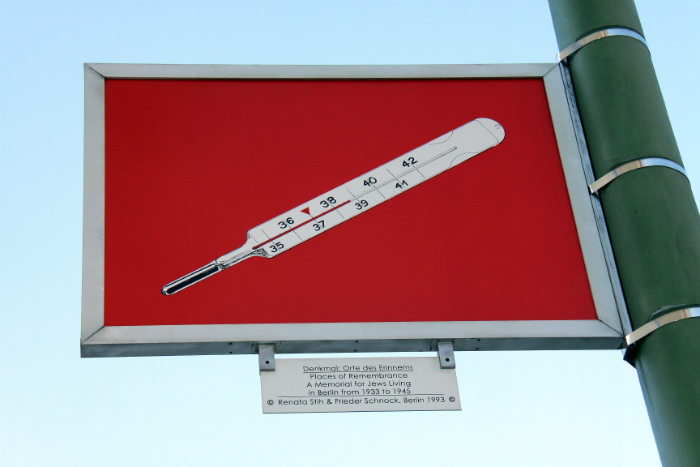 36 38 40 42
35 37 39 41
Denkmal: Orte des Erinnerns
Places of Remembrance
A Memorial for Jews Living
in Berlin from 1933 to 1945
© Renata Stih & Frieder Schnock, Berlin 1993 ©